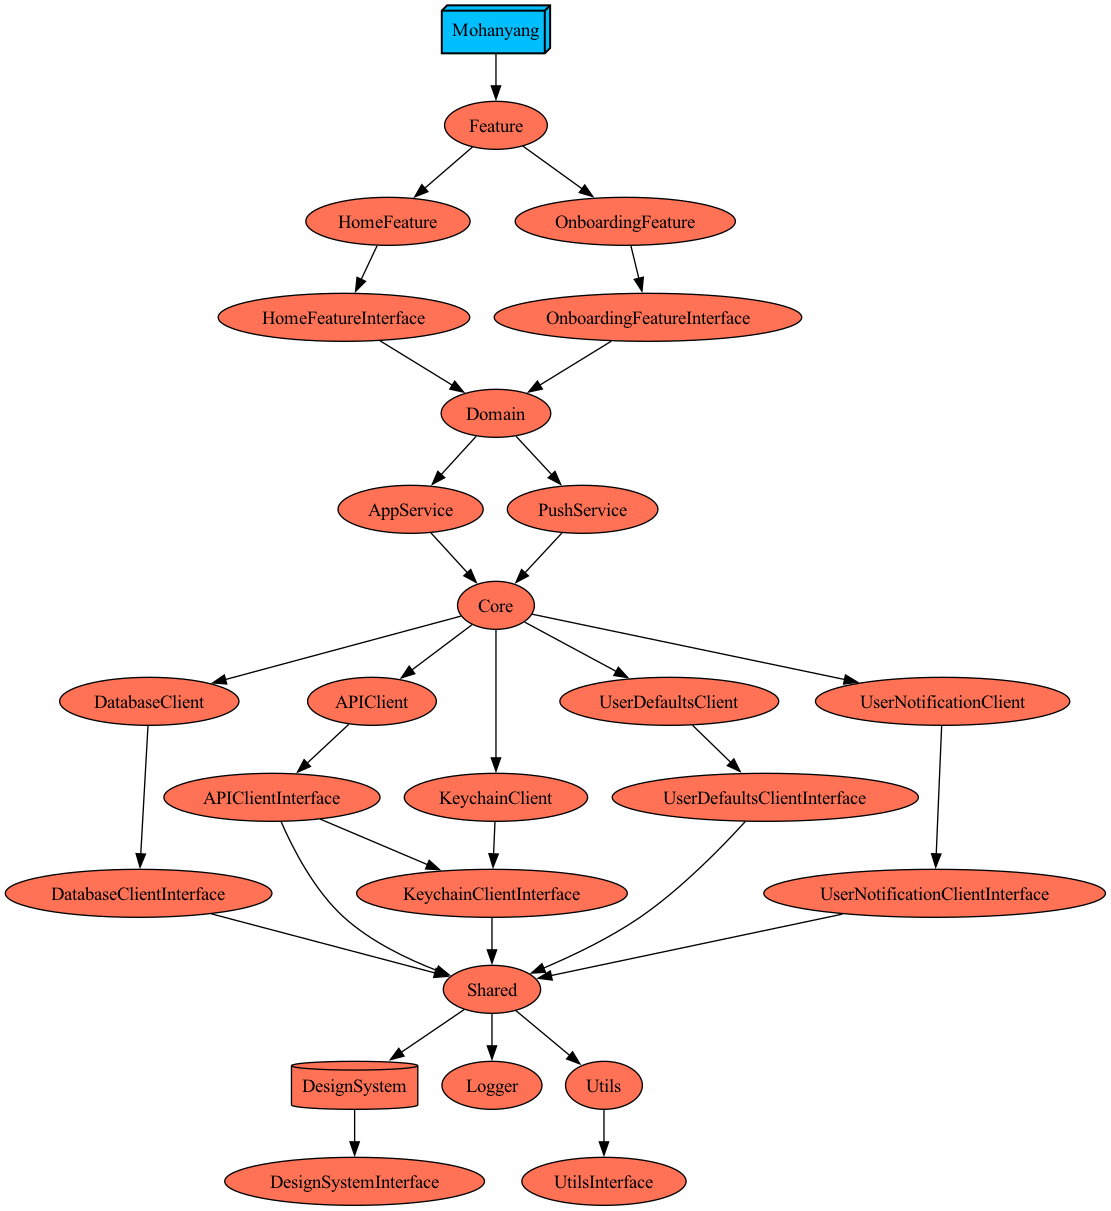 Mohanyang
Feature
HomeFeature
OnboardingFeature
HomeFeatureInterface
OnboardingFeatureInterface
Domain
AppService
PushService
Core
DatabaseClient
APIClient
UserDefaultsClient
UserNotificationClient
APIClientInterface
KeychainClient
UserDefaultsClientInterface
DatabaseClientInterface
KeychainClientInterface
UserNotificationClientInterface
Shared
DesignSystem
Logger
Utils
DesignSystemInterface
UtilsInterface